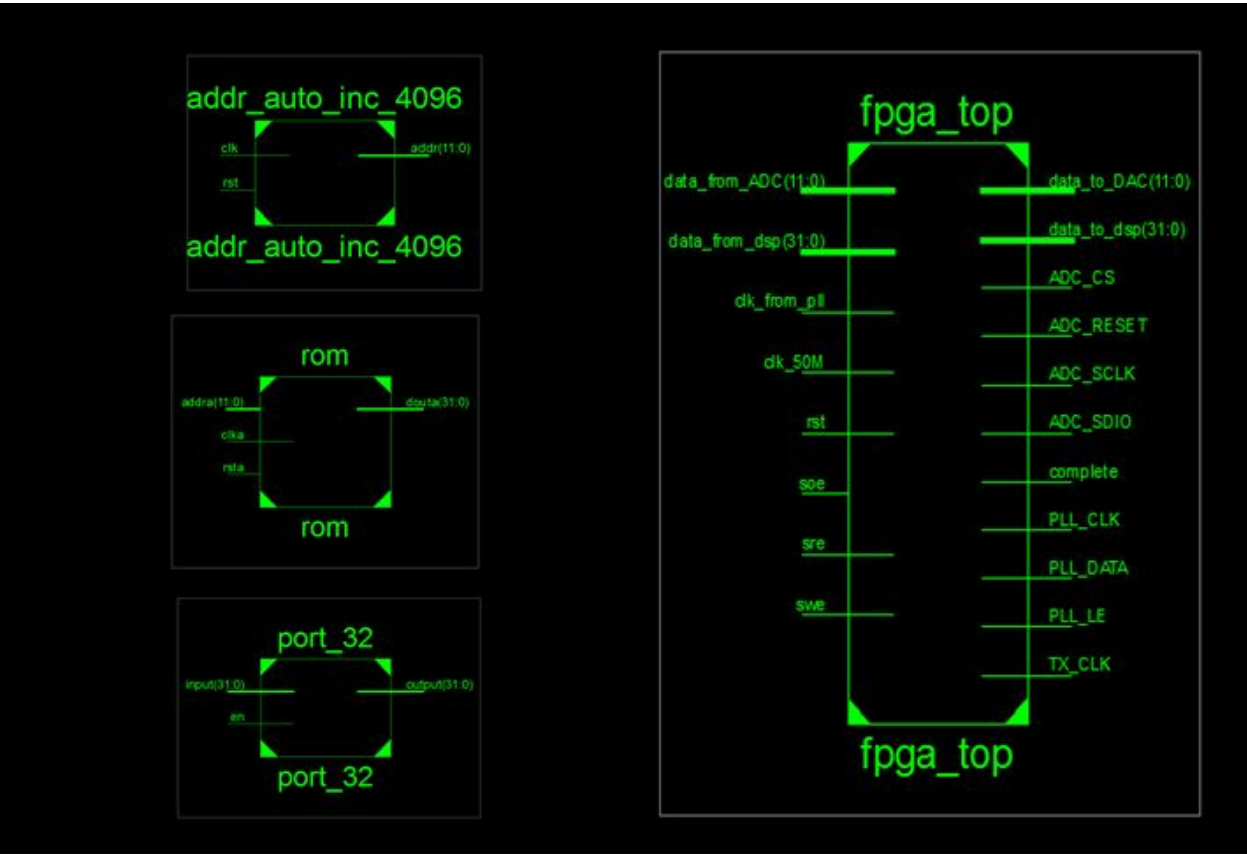 addr_auto_inc_4096
clk
addr(11:0)
rst
addr_auto_inc_4096
rom
addra(11:0)
douta(31:0)
clka
rsta
rom
port_32
input(31:0)
output(31:0)
en
port_32
fpga_top
data_from_ADC(11:0)
data_to_DAC(11:0)
data_from_dsp(31:0)
data_to_dsp(31:0)
clk_from_pll
ADC_CS
ADC_RESET
clk_50M
ADC_SCLK
rst
ADC_SDIO
soe
complete
sre
PLL_CLK
PLL_DATA
swe
PLL_LE
TX_CLK
fpga_top